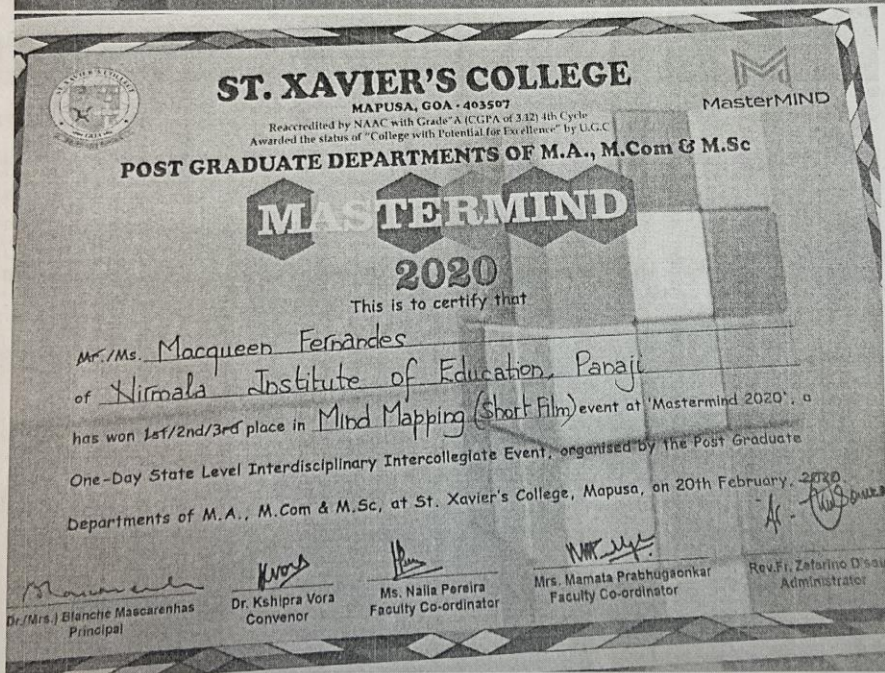 ST. XAVIER'S COLLEGE
MAPUSA, GOA - 403507
Reaccredited by NAAC with Grade"A (CGPA of 3.12) 4th Cycle
Awarded the status of "College with Potential for Excellence" by U.G.C
MasterMIND
POST GRADUATE DEPARTMENTS OF M.A., M.Com & M.Sc
MASTERMIND
2020
This is to certify that
Mr./Ms. Macqueen Fernandes
of Nirmala Institute of Education, Panaji
has won 1st/2nd/3rd place in Mind Mapping (Short Film) event at 'Mastermind 2020', a
One-Day State Level Interdisciplinary Intercollegiate Event, organised by the Post Graduate
Departments of M.A., M.Com & M.Sc, at St. Xavier's College, Mapusa, on 20th February, 2020.
Dr./Mrs.) Blanche Mascarenhas
Principal
Dr. Kshipra Vora
Convenor
Ms. Naila Pereira
Faculty Co-ordinator
Mrs. Mamata Prabhugaonkar
Faculty Co-ordinator
Rev.Fr. Zeferino D'sou
Administrator